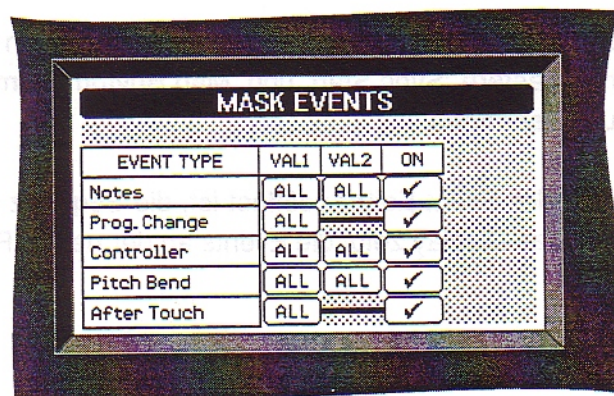 MASK EVENTS
EVENT TYPE VAL1 VAL2 ON
Notes ALL ALL ✓
Prog. Change ALL ✓
Controller ALL ALL ✓
Pitch Bend ALL ALL ✓
After Touch ALL ✓